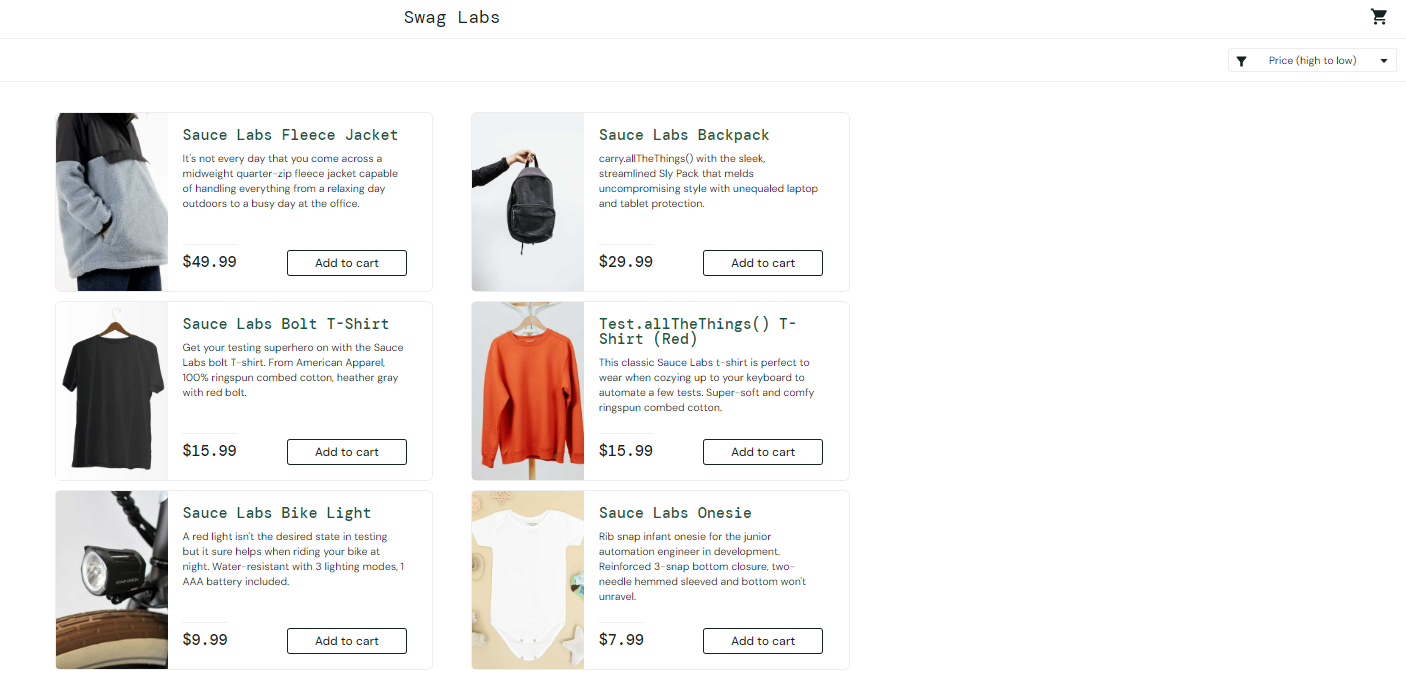 Swag Labs
Price (high to low)
Sauce Labs Fleece Jacket
It's not every day that you come across a
midweight quarter-zip fleece jacket capable
of handling everything from a relaxing day
outdoors to a busy day at the office.
$49.99
Add to cart
Sauce Labs Backpack
carry.allTheThings() with the sleek,
streamlined Sly Pack that melds
uncompromising style with unequaled laptop
and tablet protection.
$29.99
Add to cart
Sauce Labs Bolt T-Shirt
Get your testing superhero on with the Sauce
Labs bolt T-shirt. From American Apparel,
100% ringspun combed cotton, heather gray
with red bolt.
$15.99
Add to cart
Test.allTheThings() T-
Shirt (Red)
This classic Sauce Labs t-shirt is perfect to
wear when cozying up to your keyboard to
automate a few tests. Super-soft and comfy
ringspun combed cotton.
$15.99
Add to cart
Sauce Labs Bike Light
A red light isn't the desired state in testing
but it sure helps when riding your bike at
night. Water-resistant with 3 lighting modes, 1
AAA battery included.
$9.99
Add to cart
Sauce Labs Onesie
Rib snap infant onesie for the junior
automation engineer in development.
Reinforced 3-snap bottom closure, two-
needle hemmed sleeved and bottom won't
unravel.
$7.99
Add to cart